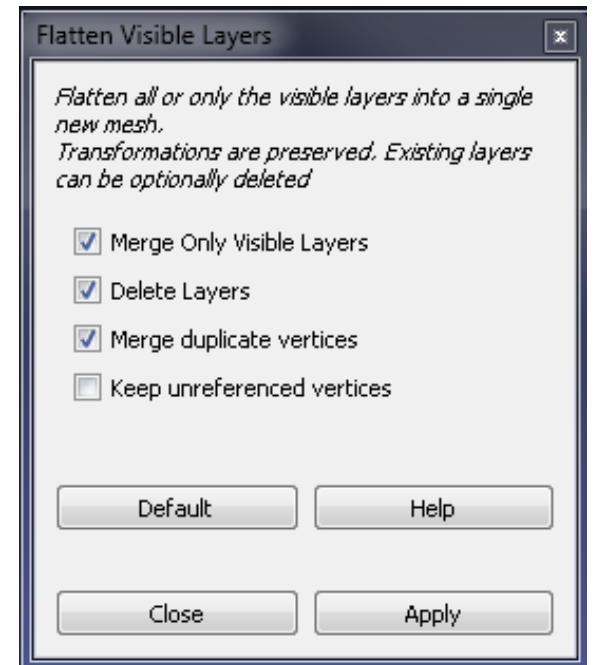 Flatten Visible Layers
Flatten all or only the visible layers into a single
new mesh.
Transformations are preserved. Existing layers
can be optionally deleted
Merge Only Visible Layers
Delete Layers
Merge duplicate vertices
Keep unreferenced vertices
Default
Help
Close
Apply